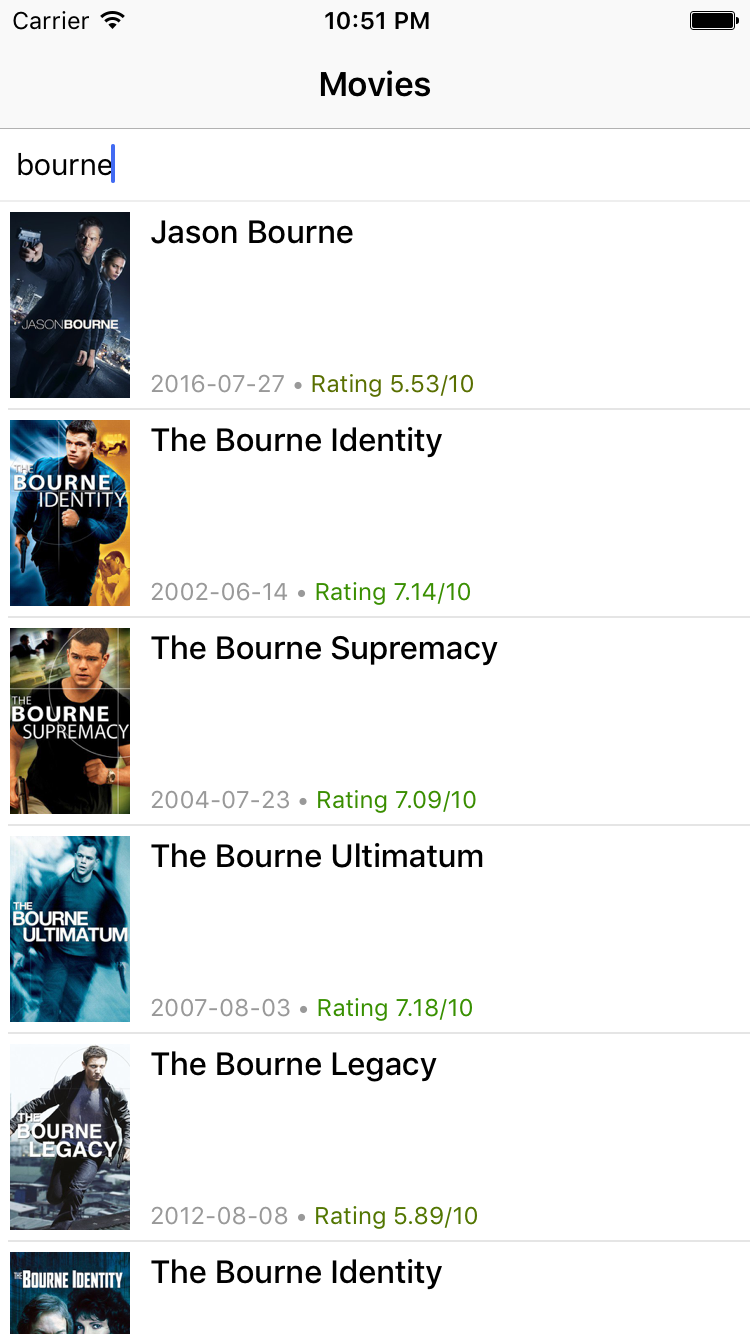 Carrier 10:51 PM
Movies
bourne
Jason Bourne
JASON BOURNE
2016-07-27 • Rating 5.53/10
The Bourne Identity
THE
BOURNE
IDENTITY
2002-06-14 • Rating 7.14/10
The Bourne Supremacy
THE
BOURNE
SUPREMACY
2004-07-23 • Rating 7.09/10
The Bourne Ultimatum
THE
BOURNE
ULTIMATUM
2007-08-03 • Rating 7.18/10
The Bourne Legacy
THE
BOURNE
LEGACY
2012-08-08 • Rating 5.89/10
The Bourne Identity
THE BOURNE IDENTITY